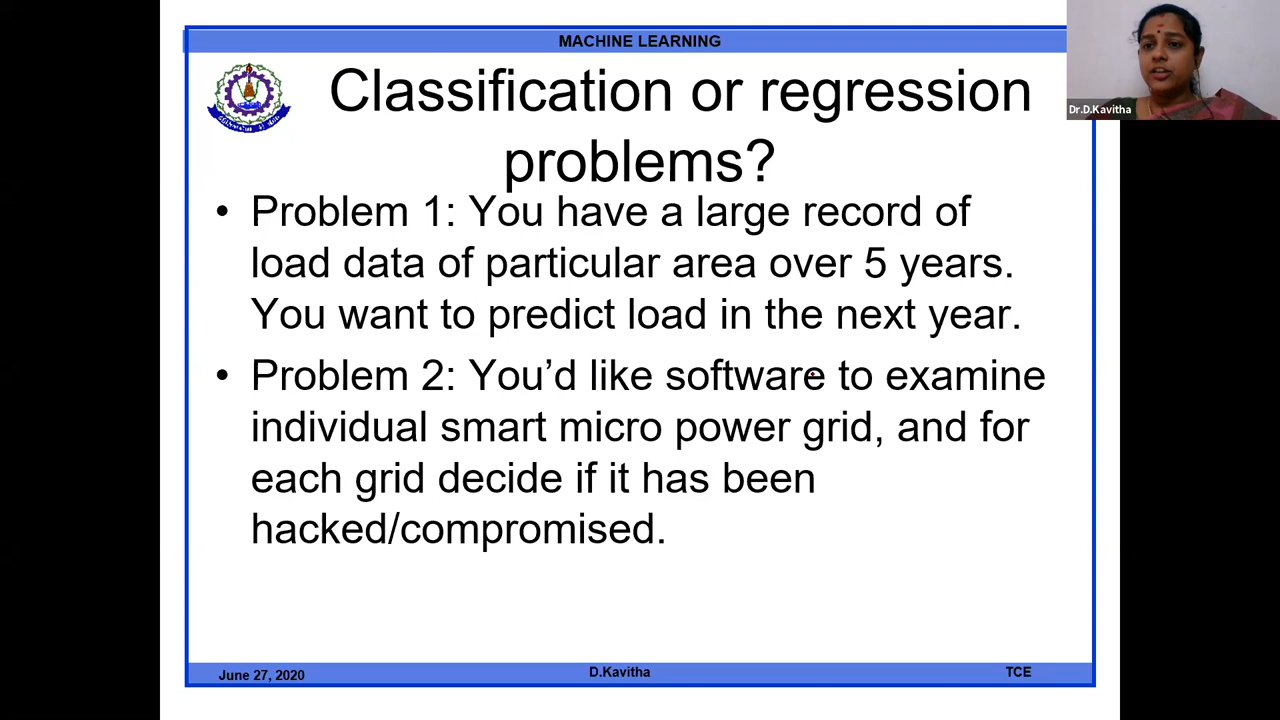 MACHINE LEARNING
Classification or regression
problems?
• Problem 1: You have a large record of
load data of particular area over 5 years.
You want to predict load in the next year.
• Problem 2: You’d like software to examine
individual smart micro power grid, and for
each grid decide if it has been
hacked/compromised.
June 27, 2020
D.Kavitha
TCE
Dr.D.Kavitha